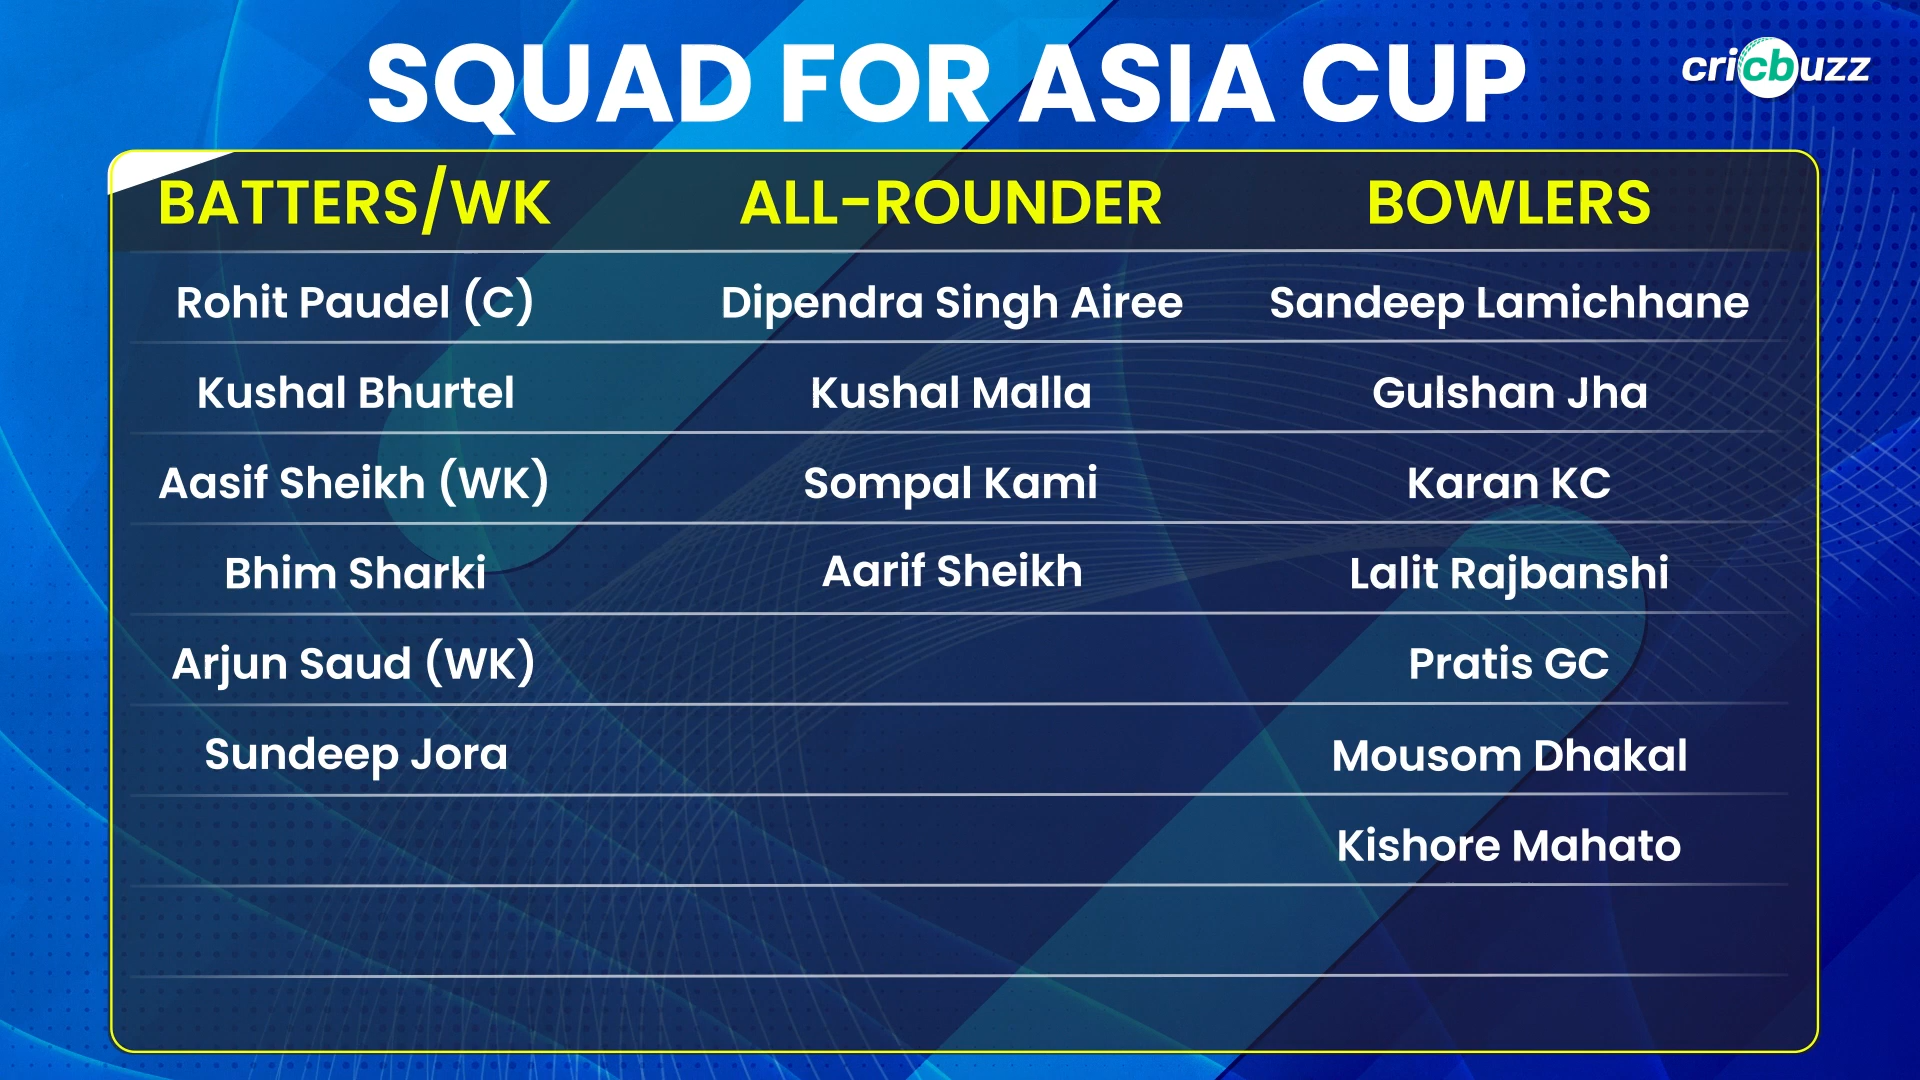 SQUAD FOR ASIA CUP
cricbuzz
BATTERS/WK ALL-ROUNDER BOWLERS
Rohit Paudel (C) Dipendra Singh Airee Sandeep Lamichhane
Kushal Bhurtel Kushal Malla Gulshan Jha
Aasif Sheikh (WK) Sompal Kami Karan KC
Bhim Sharki Aarif Sheikh Lalit Rajbanshi
Arjun Saud (WK) Pratis GC
Sundeep Jora Mousom Dhakal
Kishore Mahato